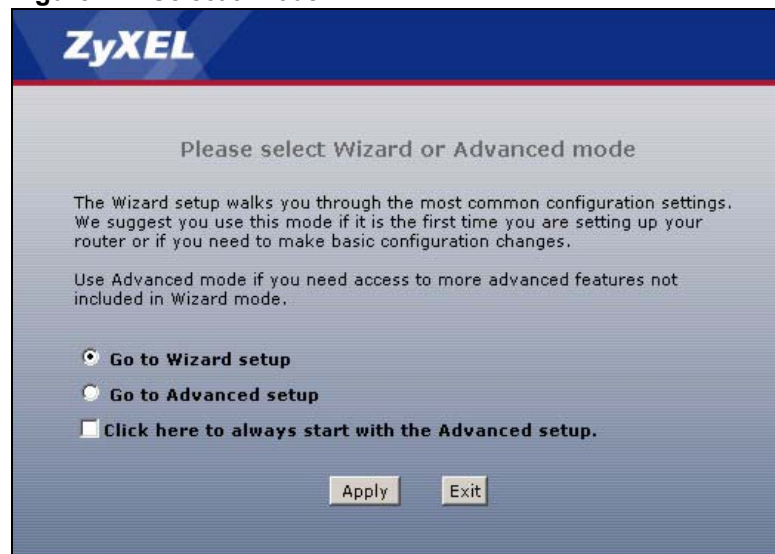 ZyXEL
Please select Wizard or Advanced mode
The Wizard setup walks you through the most common configuration settings.
We suggest you use this mode if it is the first time you are setting up your
router or if you need to make basic configuration changes.
Use Advanced mode if you need access to more advanced features not
included in Wizard mode.
Go to Wizard setup
Go to Advanced setup
Click here to always start with the Advanced setup.
Apply Exit